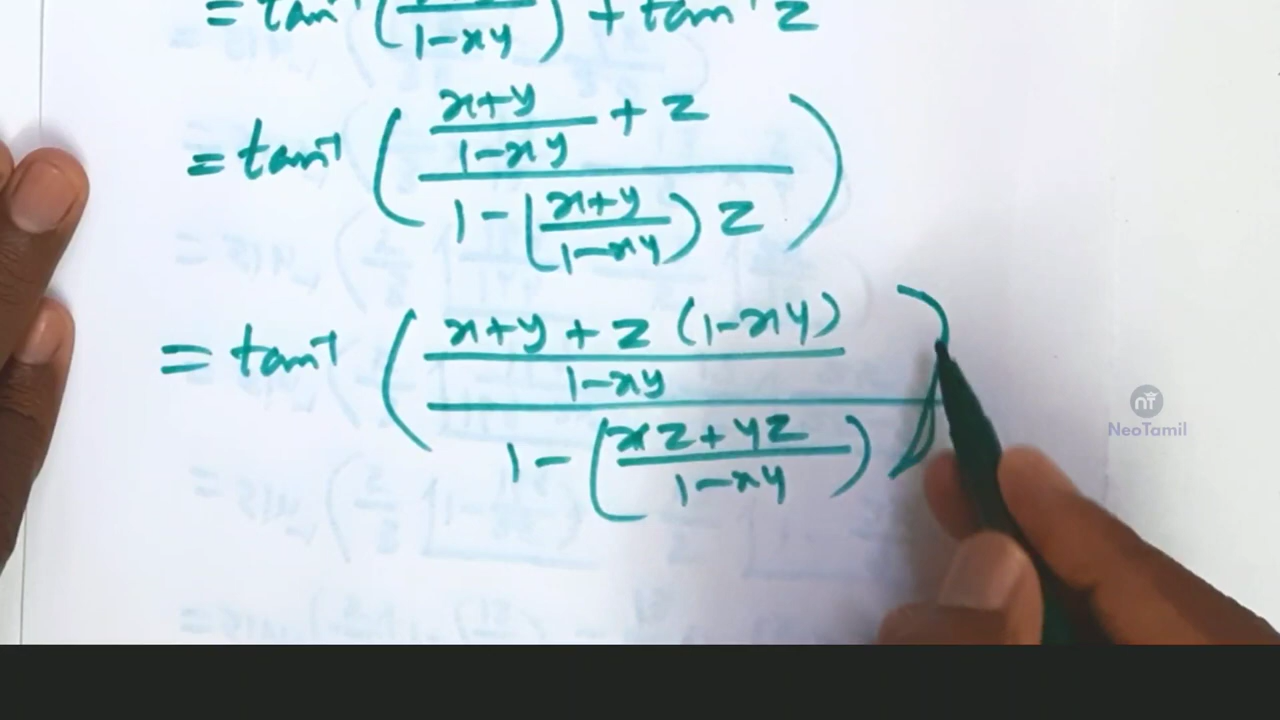 = tan⁻¹ (x+y/1-xy) + tan⁻¹ z
= tan⁻¹ ( (x+y)/(1-xy) + z / 1 - ((x+y)/(1-xy)) z )
= tan⁻¹ ( (x+y + z (1-xy))/(1-xy) / 1 - ((xz+yz)/(1-xy)) )
nT
NeoTamil